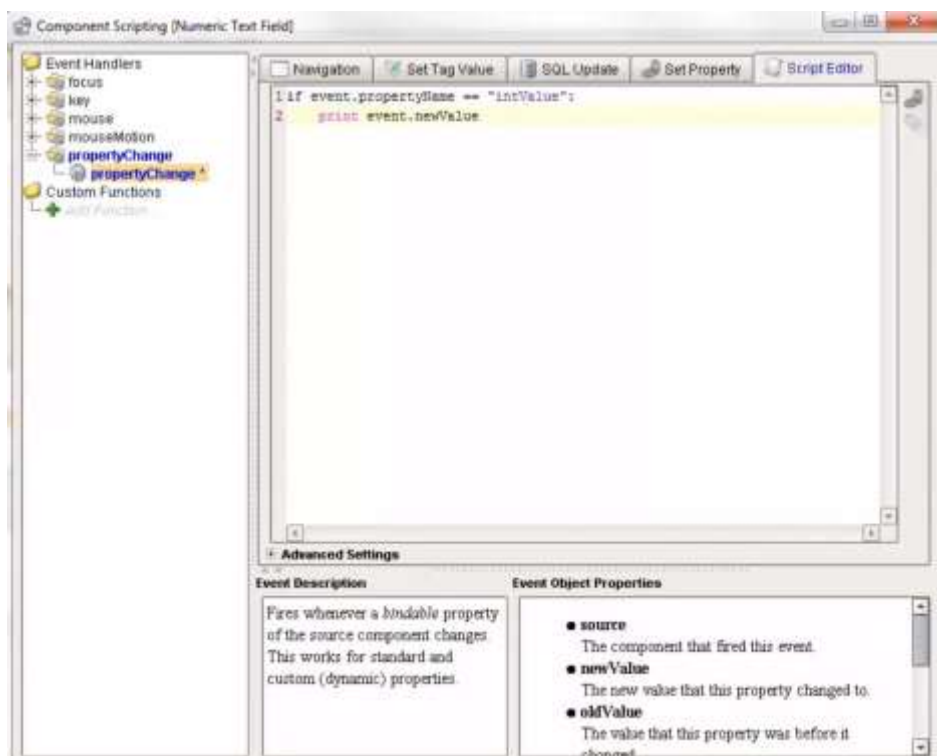 Component Scripting [Numeric Text Field]
Event Handlers
focus
key
mouse
mouseMotion
propertyChange
propertyChange *
Custom Functions
Add Function...
Navigation
Set Tag Value
SQL Update
Set Property
Script Editor
1 if event.propertyName == "intValue":
2 print event.newValue
Advanced Settings
Event Description
Fires whenever a bindable property
of the source component changes.
This works for standard and
custom (dynamic) properties.
Event Object Properties
● source
The component that fired this event.
● newValue
The new value that this property changed to.
● oldValue
The value that this property was before it
changed